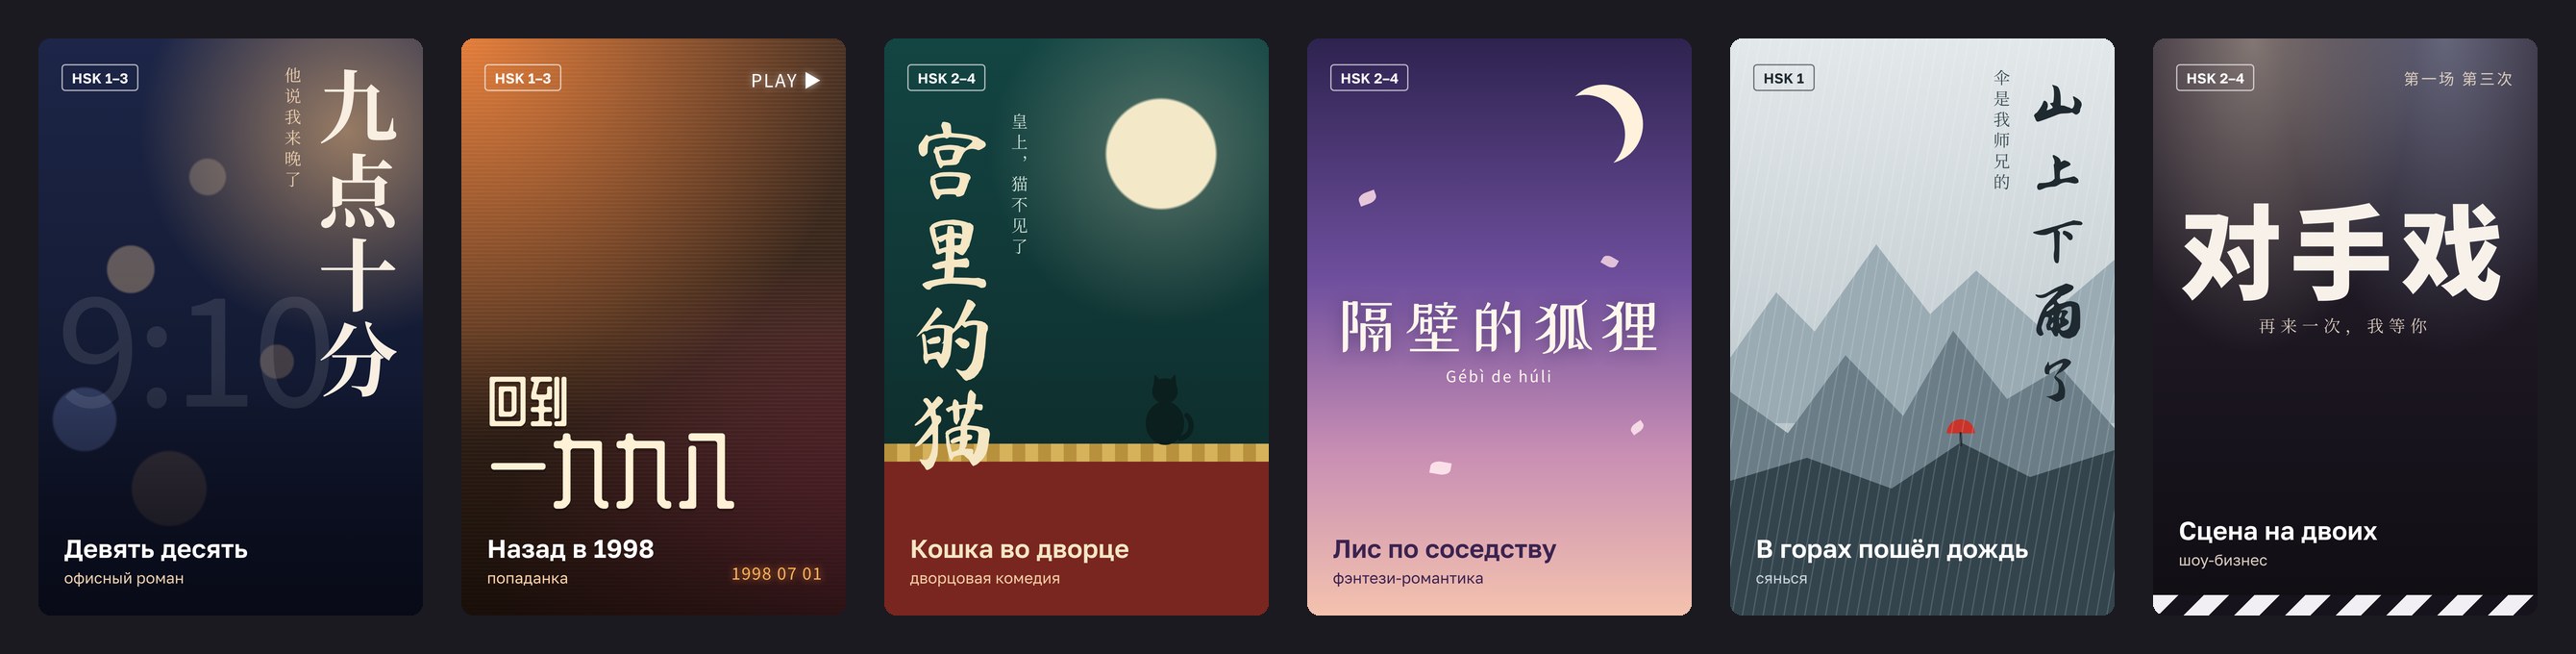 HSK 1–3
九点十分
他说我来晚了
9:10
Девять десять
офисный роман
HSK 1–3
PLAY ▶
回到
一九九八
Назад в 1998
попаданка
1998 07 01
HSK 2–4
宫里的猫
皇上，猫不见了
Кошка во дворце
дворцовая комедия
HSK 2–4
隔壁的狐狸
Gébì de húli
Лис по соседству
фэнтези-романтика
HSK 1
山上下雨了
伞是我师兄的
В горах пошёл дождь
сянься
HSK 2–4
第一场 第三次
对手戏
再来一次，我等你
Сцена на двоих
шоу-бизнес